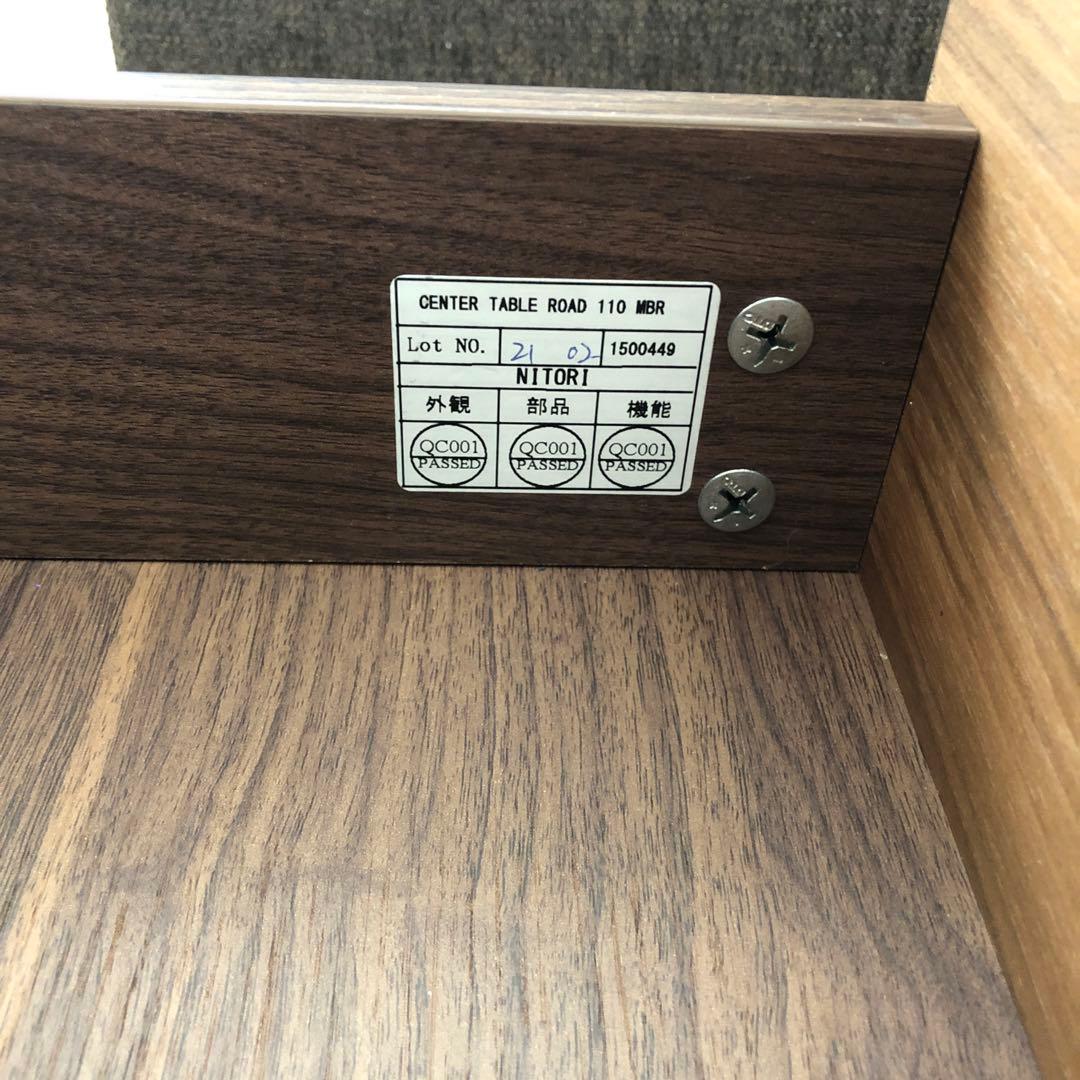 CENTER TABLE ROAD 110 MBR
Lot NO. 21 02 1500449
NITORI
外観 部品 機能
QC001 QC001 QC001
PASSED PASSED PASSED